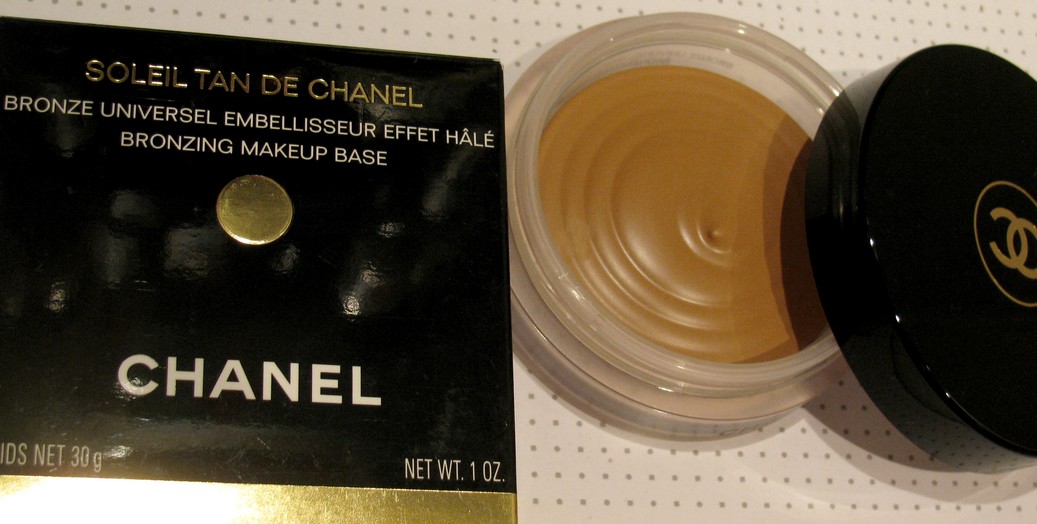 SOLEIL TAN DE CHANEL
BRONZE UNIVERSEL EMBELLISSEUR EFFET HÂLÉ
BRONZING MAKEUP BASE
CHANEL
IDS NET 30 g
NET WT. 1 OZ.